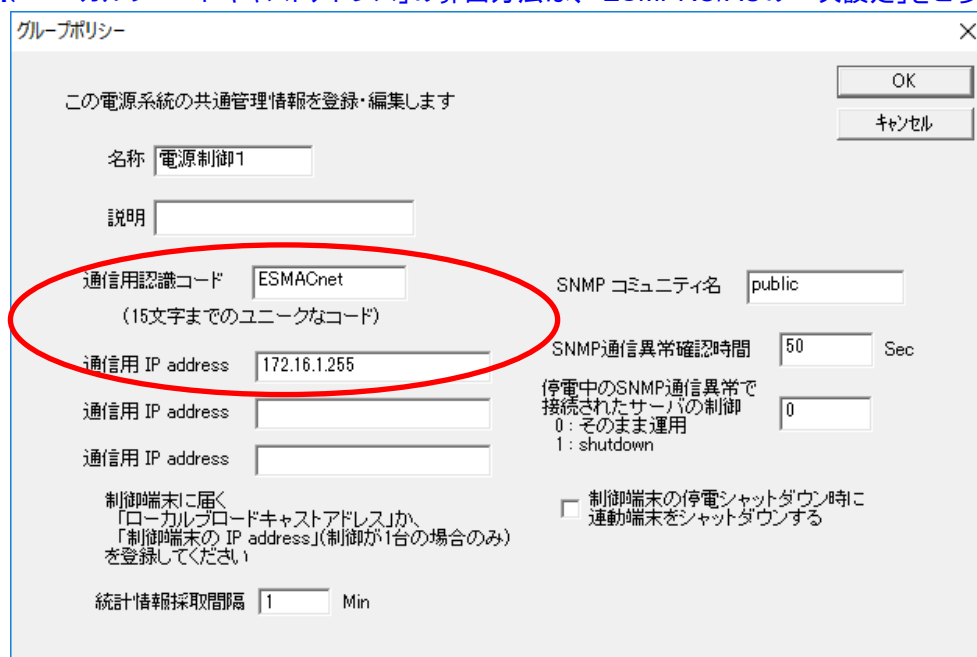 グループポリシー
OK
この電源系統の共通管理情報を登録・編集します
キャンセル
名称 電源制御1
説明
通信用認識コード ESMACnet
(15文字までのユニークなコード)
通信用 IP address 172.16.1.255
通信用 IP address
通信用 IP address
制御端末に届く
「ローカルブロードキャストアドレス」か、
「制御端末の IP address」(制御が1台の場合のみ)
を登録してください
統計情報採取間隔 1 Min
SNMP コミュニティ名 public
SNMP通信異常確認時間 50 Sec
停電中のSNMP通信異常で
接続されたサーバの制御 0
0 : そのまま運用
1 : shutdown
制御端末の停電シャットダウン時に
連動端末をシャットダウンする